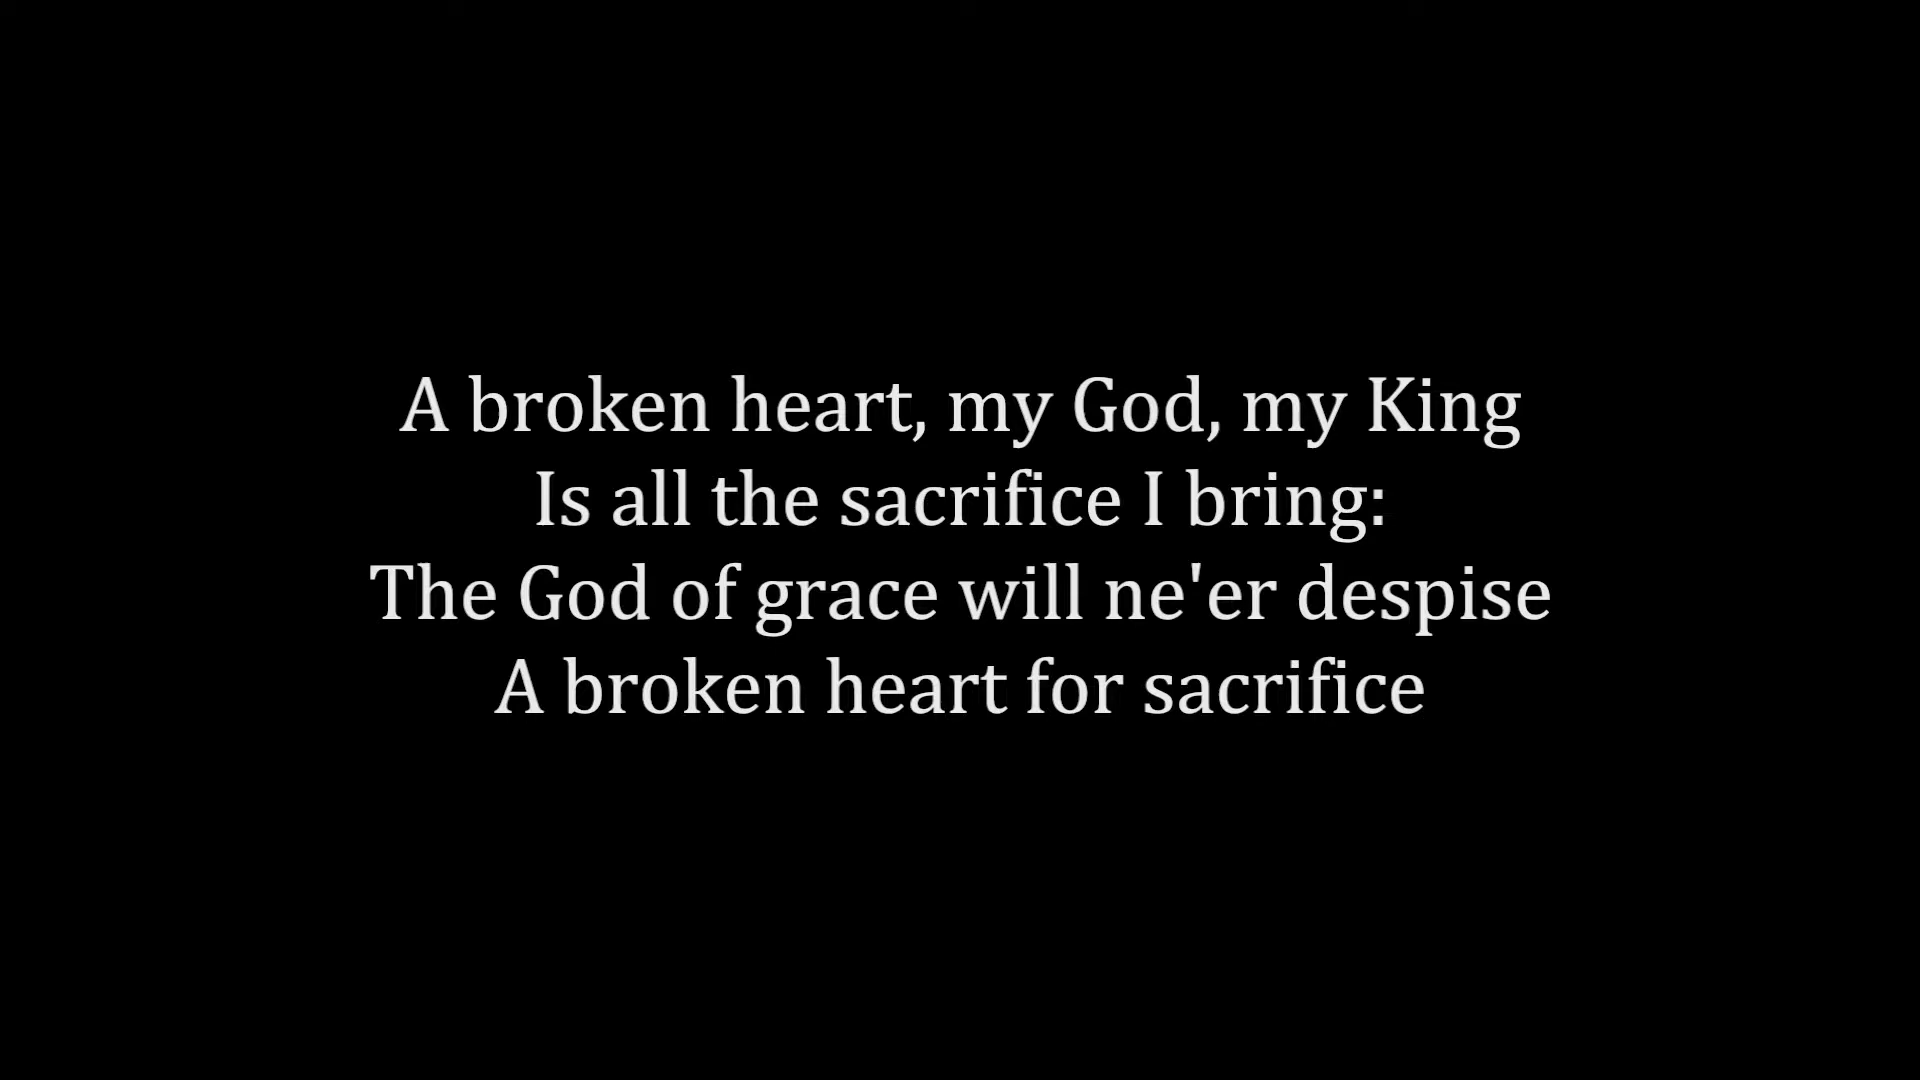 A broken heart, my God, my King
Is all the sacrifice I bring:
The God of grace will ne'er despise
A broken heart for sacrifice